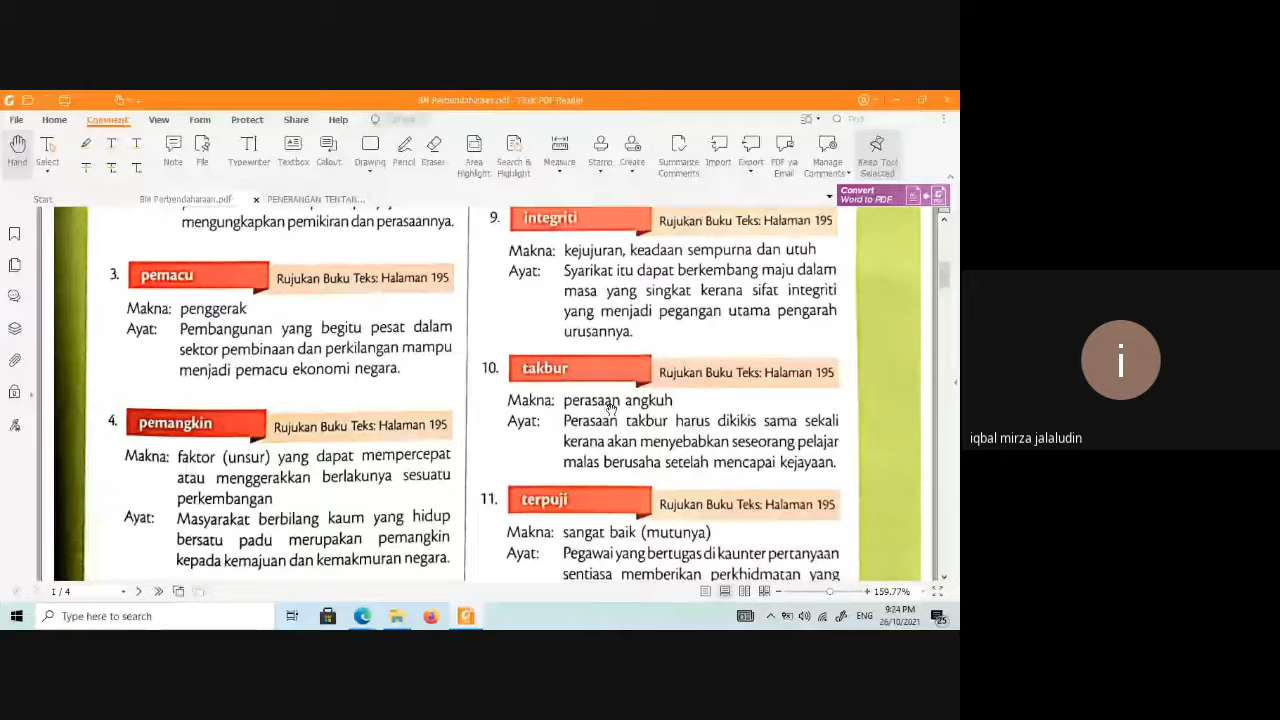 BM Perbendaharaan.pdf - Foxit PDF Reader
File Home Comment View Form Protect Share Help
Find
Hand
Select
Note
File
Typewriter
Textbox
Callout
Drawing
Pencil
Eraser
Area Highlight
Search & Highlight
Measure
Stamp
Create
Summarize Comments
Import
Export
PDF via Email
Manage Comments
Keep Tool Selected
Start
BM Perbendaharaan.pdf
PENERANGAN TENTAN...
Convert
Word to PDF
mengungkapkan pemikiran dan perasaannya.
3. pemacu Rujukan Buku Teks: Halaman 195
Makna: penggerak
Ayat: Pembangunan yang begitu pesat dalam
sektor pembinaan dan perkilangan mampu
menjadi pemacu ekonomi negara.
4. pemangkin Rujukan Buku Teks: Halaman 195
Makna: faktor (unsur) yang dapat mempercepat
atau menggerakkan berlakunya sesuatu
perkembangan
Ayat: Masyarakat berbilang kaum yang hidup
bersatu padu merupakan pemangkin
kepada kemajuan dan kemakmuran negara.
9. integriti Rujukan Buku Teks: Halaman 195
Makna: kejujuran, keadaan sempurna dan utuh
Ayat: Syarikat itu dapat berkembang maju dalam
masa yang singkat kerana sifat integriti
yang menjadi pegangan utama pengarah
urusannya.
10. takbur Rujukan Buku Teks: Halaman 195
Makna: perasaan angkuh
Ayat: Perasaan takbur harus dikikis sama sekali
kerana akan menyebabkan seseorang pelajar
malas berusaha setelah mencapai kejayaan.
11. terpuji Rujukan Buku Teks: Halaman 195
Makna: sangat baik (mutunya)
Ayat: Pegawai yang bertugas di kaunter pertanyaan
sentiasa memberikan perkhidmatan yang
1 / 4
159.77%
Type here to search
ENG
9:24 PM
26/10/2021
25
i
iqbal mirza jalaludin